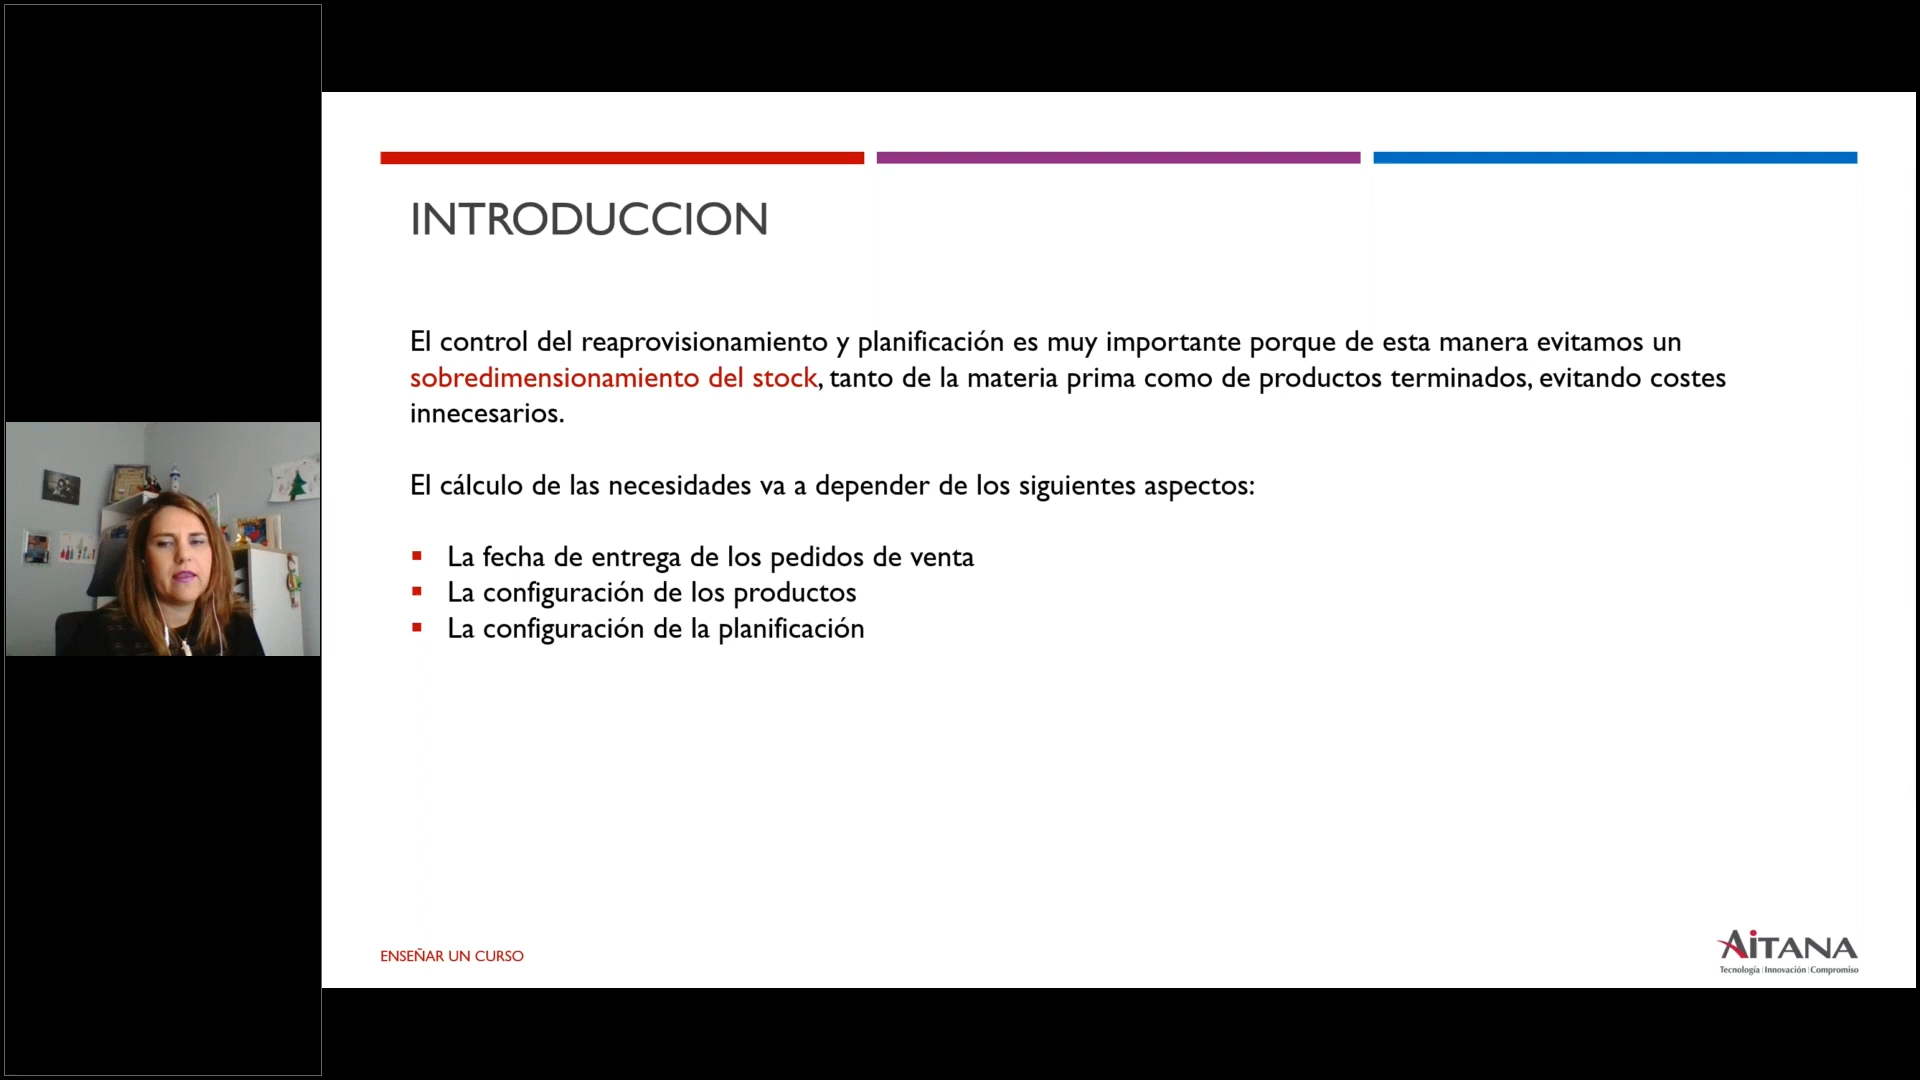 INTRODUCCION
El control del reaprovisionamiento y planificación es muy importante porque de esta manera evitamos un
sobredimensionamiento del stock, tanto de la materia prima como de productos terminados, evitando costes
innecesarios.
El cálculo de las necesidades va a depender de los siguientes aspectos:
▪ La fecha de entrega de los pedidos de venta
▪ La configuración de los productos
▪ La configuración de la planificación
ENSEÑAR UN CURSO
AiTANA
Tecnología | Innovación | Compromiso